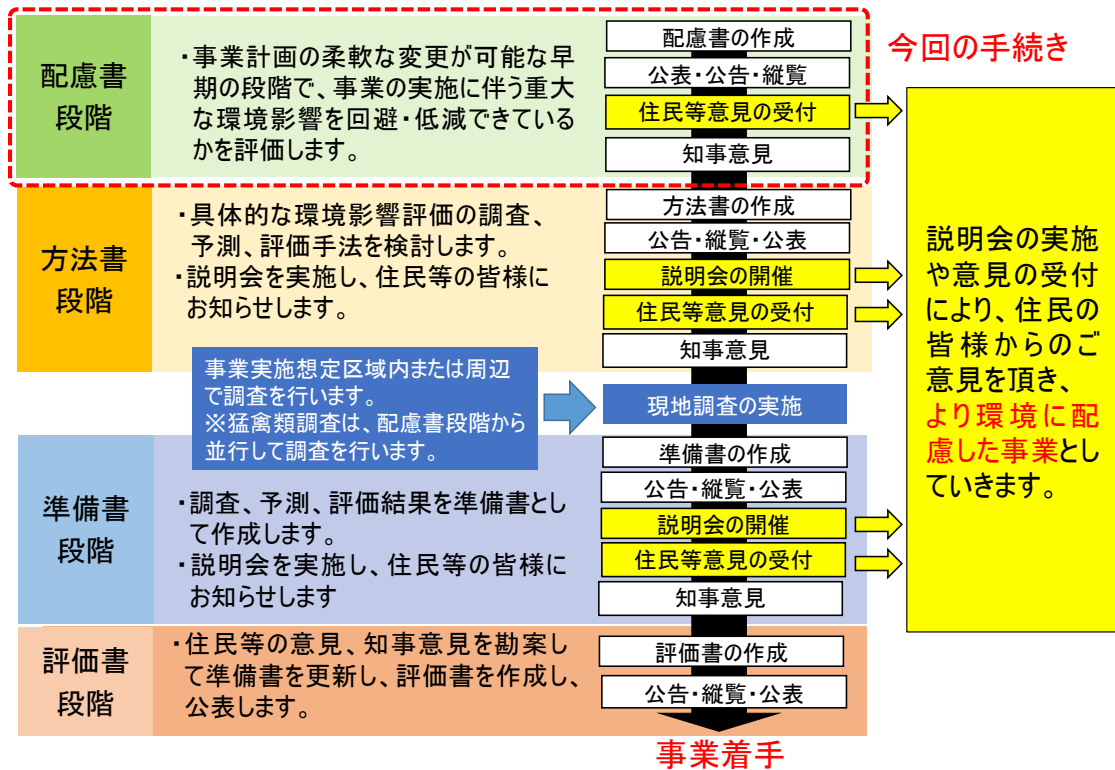 配慮書
段階
・事業計画の柔軟な変更が可能な早
期の段階で、事業の実施に伴う重大
な環境影響を回避・低減できている
かを評価します。
配慮書の作成
公表・公告・縦覧
住民等意見の受付
知事意見
今回の手続き
方法書
段階
・具体的な環境影響評価の調査、
予測、評価手法を検討します。
・説明会を実施し、住民等の皆様に
お知らせします。
方法書の作成
公告・縦覧・公表
説明会の開催
住民等意見の受付
知事意見
事業実施想定区域内または周辺
で調査を行います。
※猛禽類調査は、配慮書段階から
並行して調査を行います。
現地調査の実施
準備書
段階
・調査、予測、評価結果を準備書とし
て作成します。
・説明会を実施し、住民等の皆様に
お知らせします
準備書の作成
公告・縦覧・公表
説明会の開催
住民等意見の受付
知事意見
説明会の実施
や意見の受付
により、住民の
皆様からのご
意見を頂き、
より環境に配
慮した事業とし
ていきます。
評価書
段階
・住民等の意見、知事意見を勘案し
て準備書を更新し、評価書を作成し、
公表します。
評価書の作成
公告・縦覧・公表
事業着手